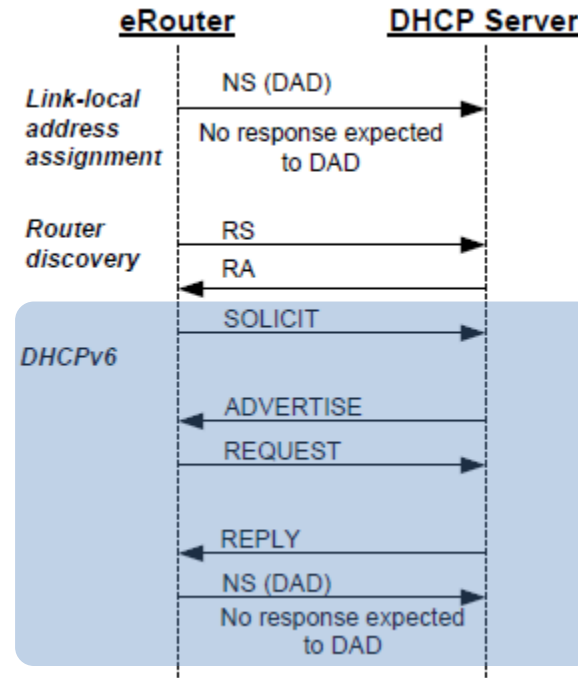 eRouter
DHCP Server
Link-local
address
assignment
NS (DAD)
No response expected
to DAD
Router
discovery
RS
RA
DHCPv6
SOLICIT
ADVERTISE
REQUEST
REPLY
NS (DAD)
No response expected
to DAD